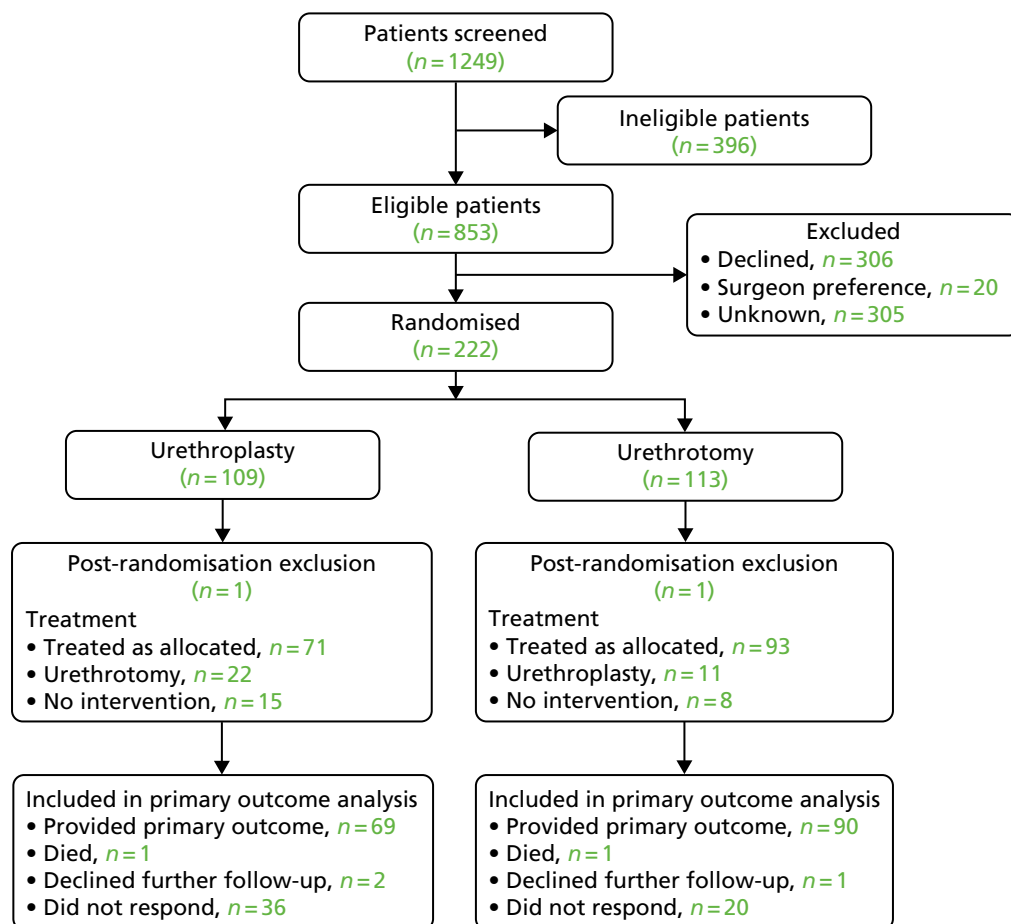 Patients screened
(n=1249)
Ineligible patients
(n=396)
Eligible patients
(n=853)
Excluded
• Declined, n=306
• Surgeon preference, n=20
• Unknown, n=305
Randomised
(n=222)
Urethroplasty
(n=109)
Urethrotomy
(n=113)
Post-randomisation exclusion
(n=1)
Treatment
• Treated as allocated, n=71
• Urethrotomy, n=22
• No intervention, n=15
Post-randomisation exclusion
(n=1)
Treatment
• Treated as allocated, n=93
• Urethroplasty, n=11
• No intervention, n=8
Included in primary outcome analysis
• Provided primary outcome, n=69
• Died, n=1
• Declined further follow-up, n=2
• Did not respond, n=36
Included in primary outcome analysis
• Provided primary outcome, n=90
• Died, n=1
• Declined further follow-up, n=1
• Did not respond, n=20